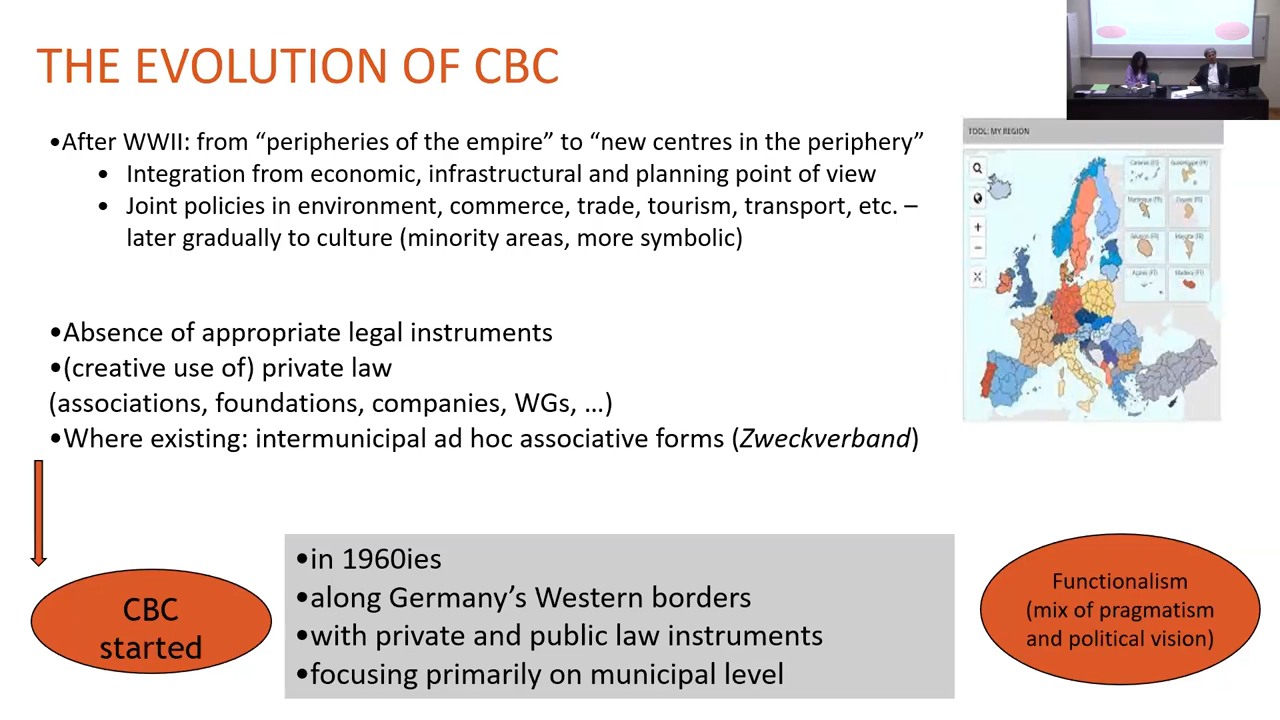 THE EVOLUTION OF CBC
•After WWII: from “peripheries of the empire” to “new centres in the periphery”
• Integration from economic, infrastructural and planning point of view
• Joint policies in environment, commerce, trade, tourism, transport, etc. –
later gradually to culture (minority areas, more symbolic)
TOOL: MY REGION
•Absence of appropriate legal instruments
•(creative use of) private law
(associations, foundations, companies, WGs, …)
•Where existing: intermunicipal ad hoc associative forms (Zweckverband)
CBC
started
•in 1960ies
•along Germany’s Western borders
•with private and public law instruments
•focusing primarily on municipal level
Functionalism
(mix of pragmatism
and political vision)